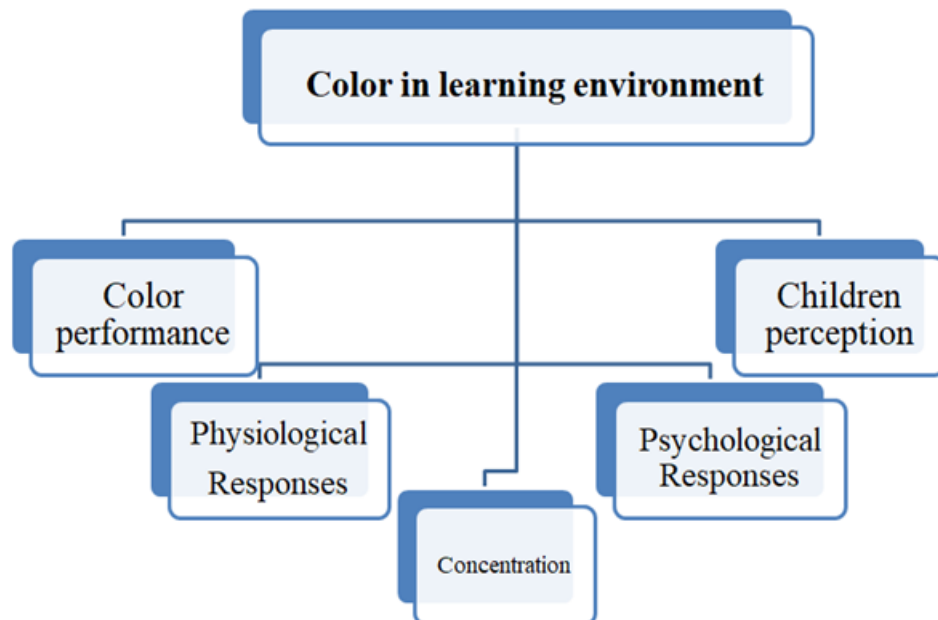 Color in learning environment
Color
performance
Children
perception
Physiological
Responses
Psychological
Responses
Concentration